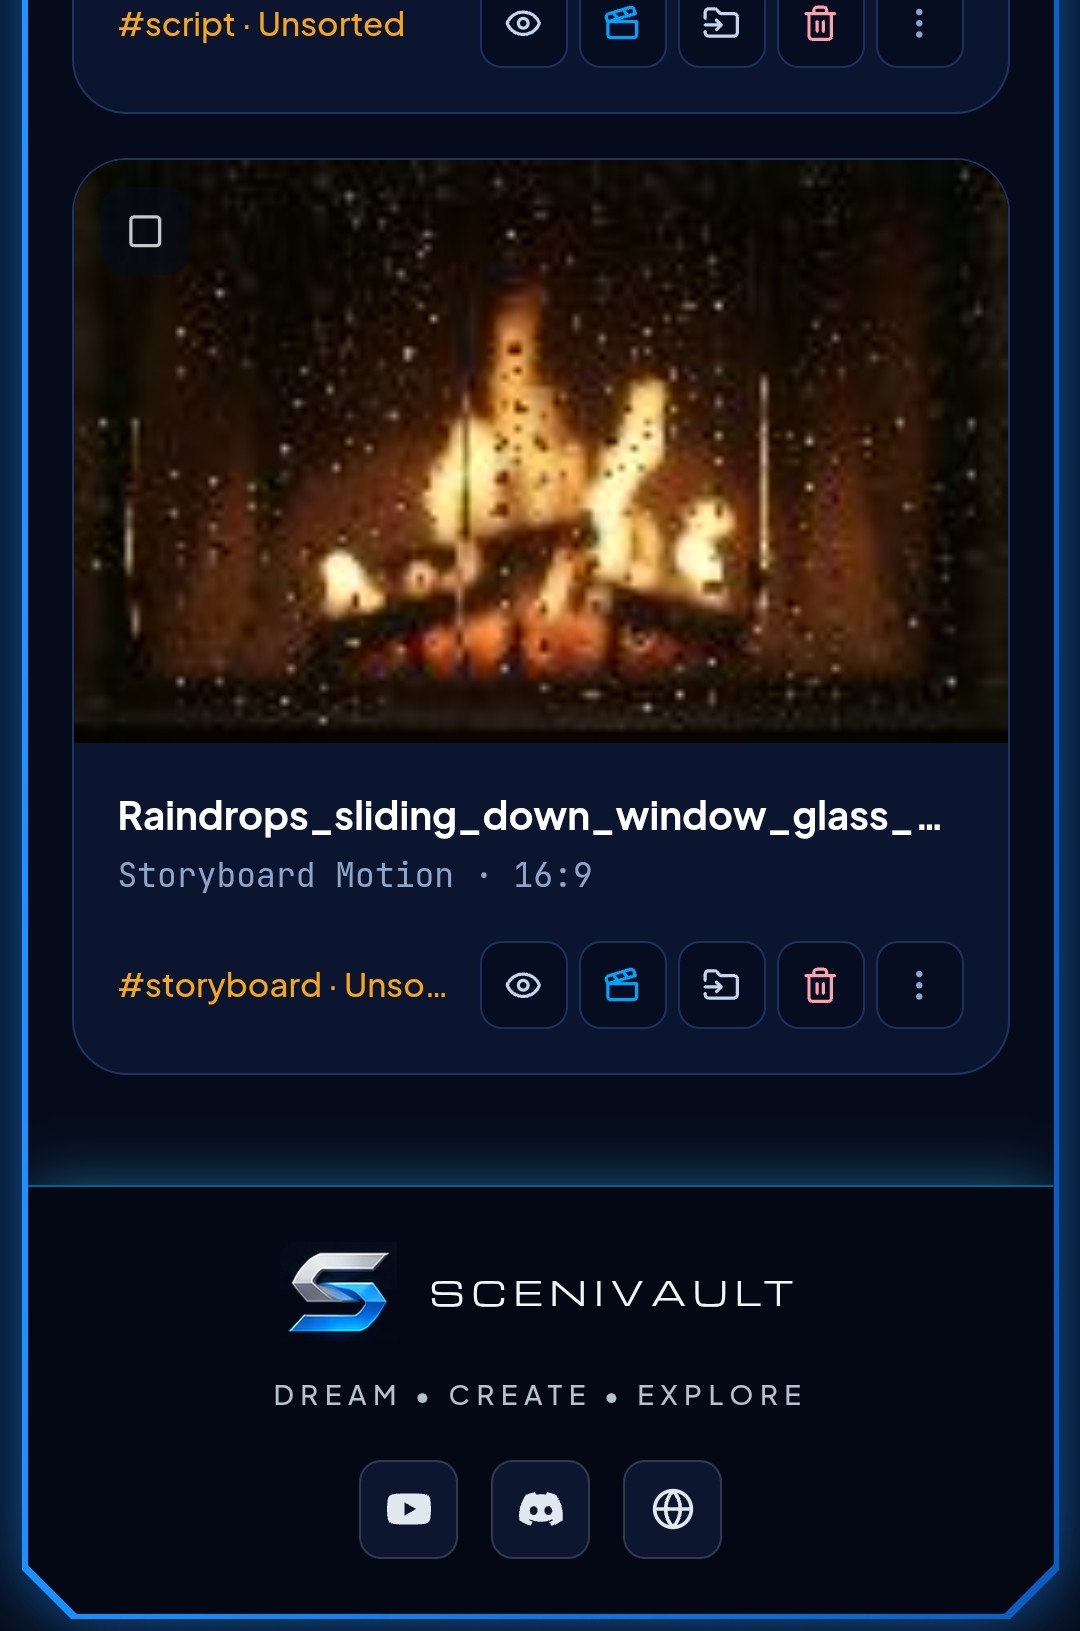 #script · Unsorted
Raindrops_sliding_down_window_glass_...
Storyboard Motion · 16:9
#storyboard · Unso...
SCENIVAULT
DREAM • CREATE • EXPLORE